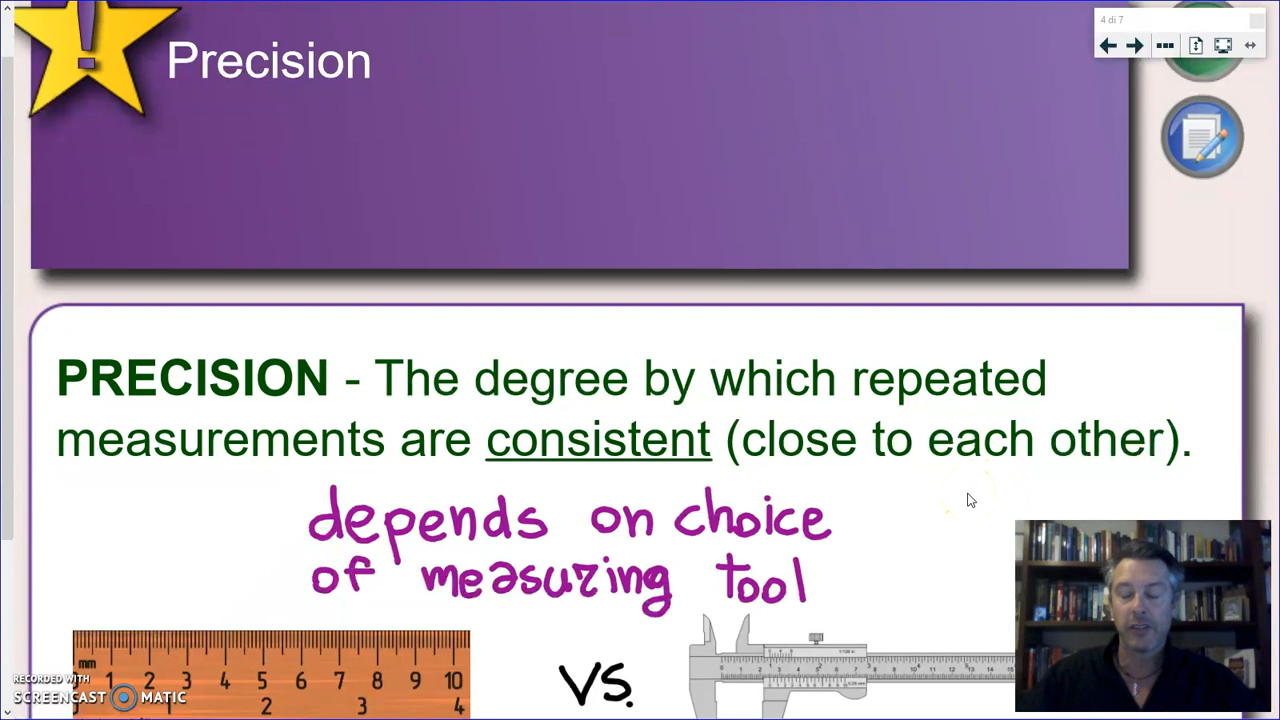 4 di 7
Precision
PRECISION - The degree by which repeated
measurements are consistent (close to each other).
depends on choice
of measuring tool
mm
1 2 3 4 5 6 7 8 9 10
2 3 4
VS.
RECORDED WITH
SCREENCAST MATIC